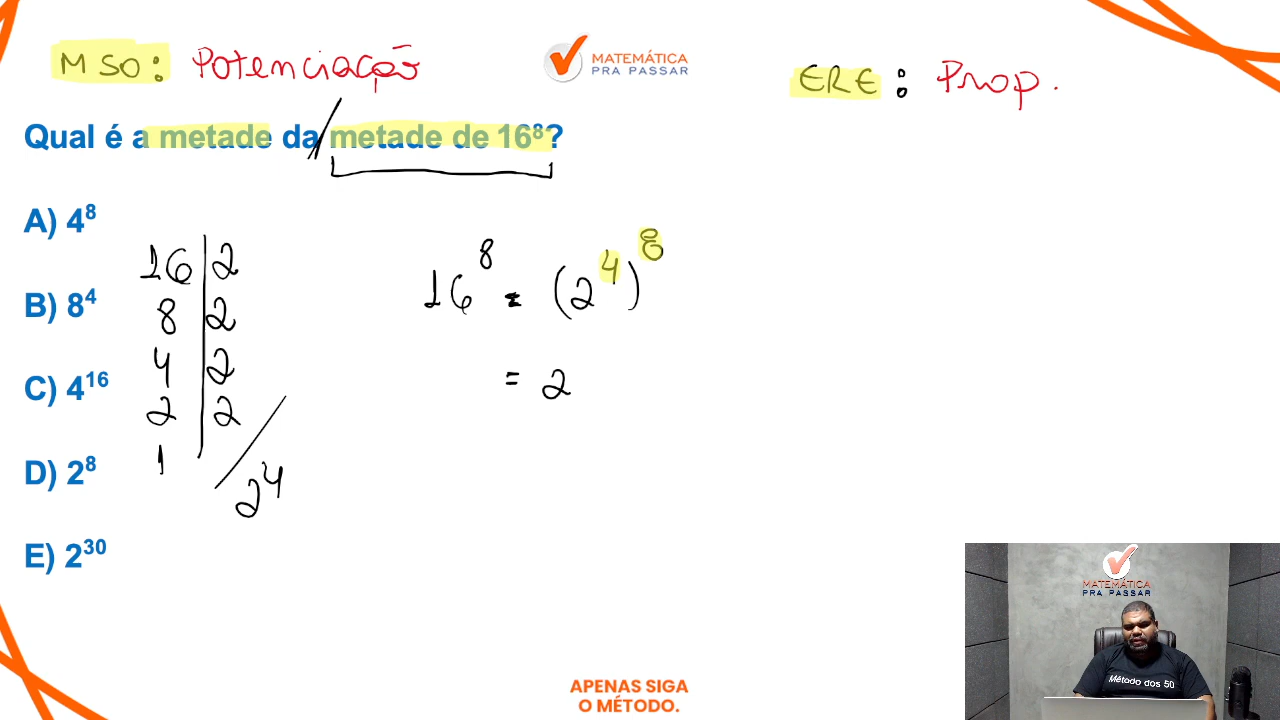 M SO: Potenciação
MATEMÁTICA
PRA PASSAR
ERE: Prop.
Qual é a metade da metade de 16⁸?
A) 4⁸
B) 8⁴
C) 4¹⁶
D) 2⁸
E) 2³⁰
16 | 2
8 | 2
4 | 2
2 | 2
1
2⁴
16⁸ = (2⁴)⁸
= 2
MATEMÁTICA
PRA PASSAR
Método dos 50
APENAS SIGA
O MÉTODO.